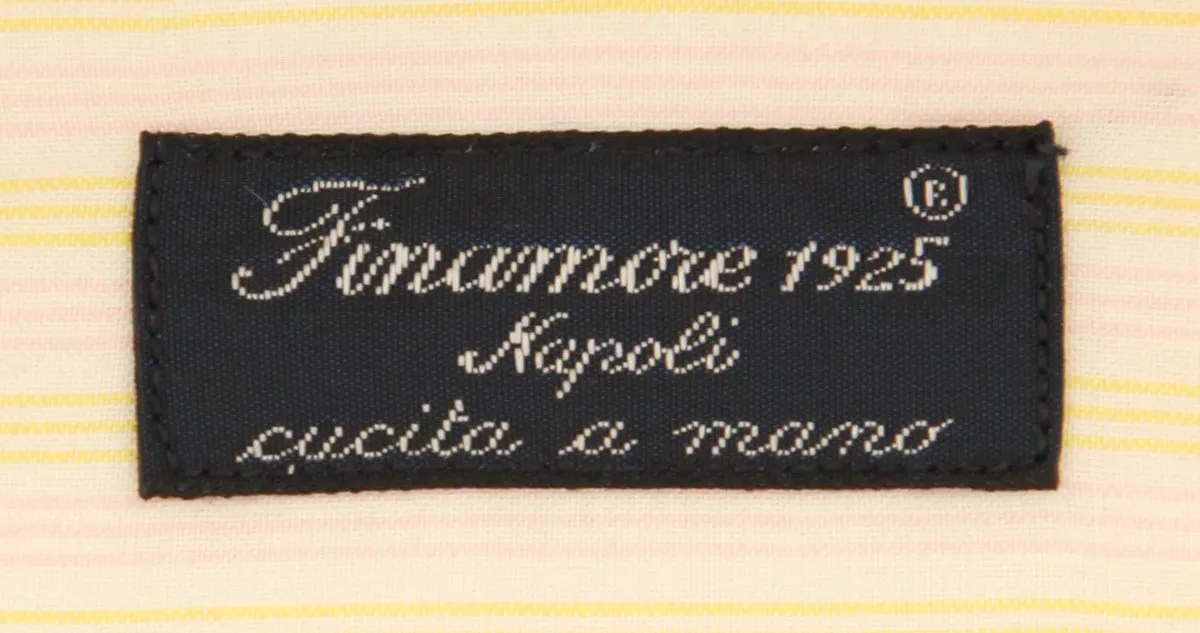 Finamore 1925 ®
Napoli
cucita a mano